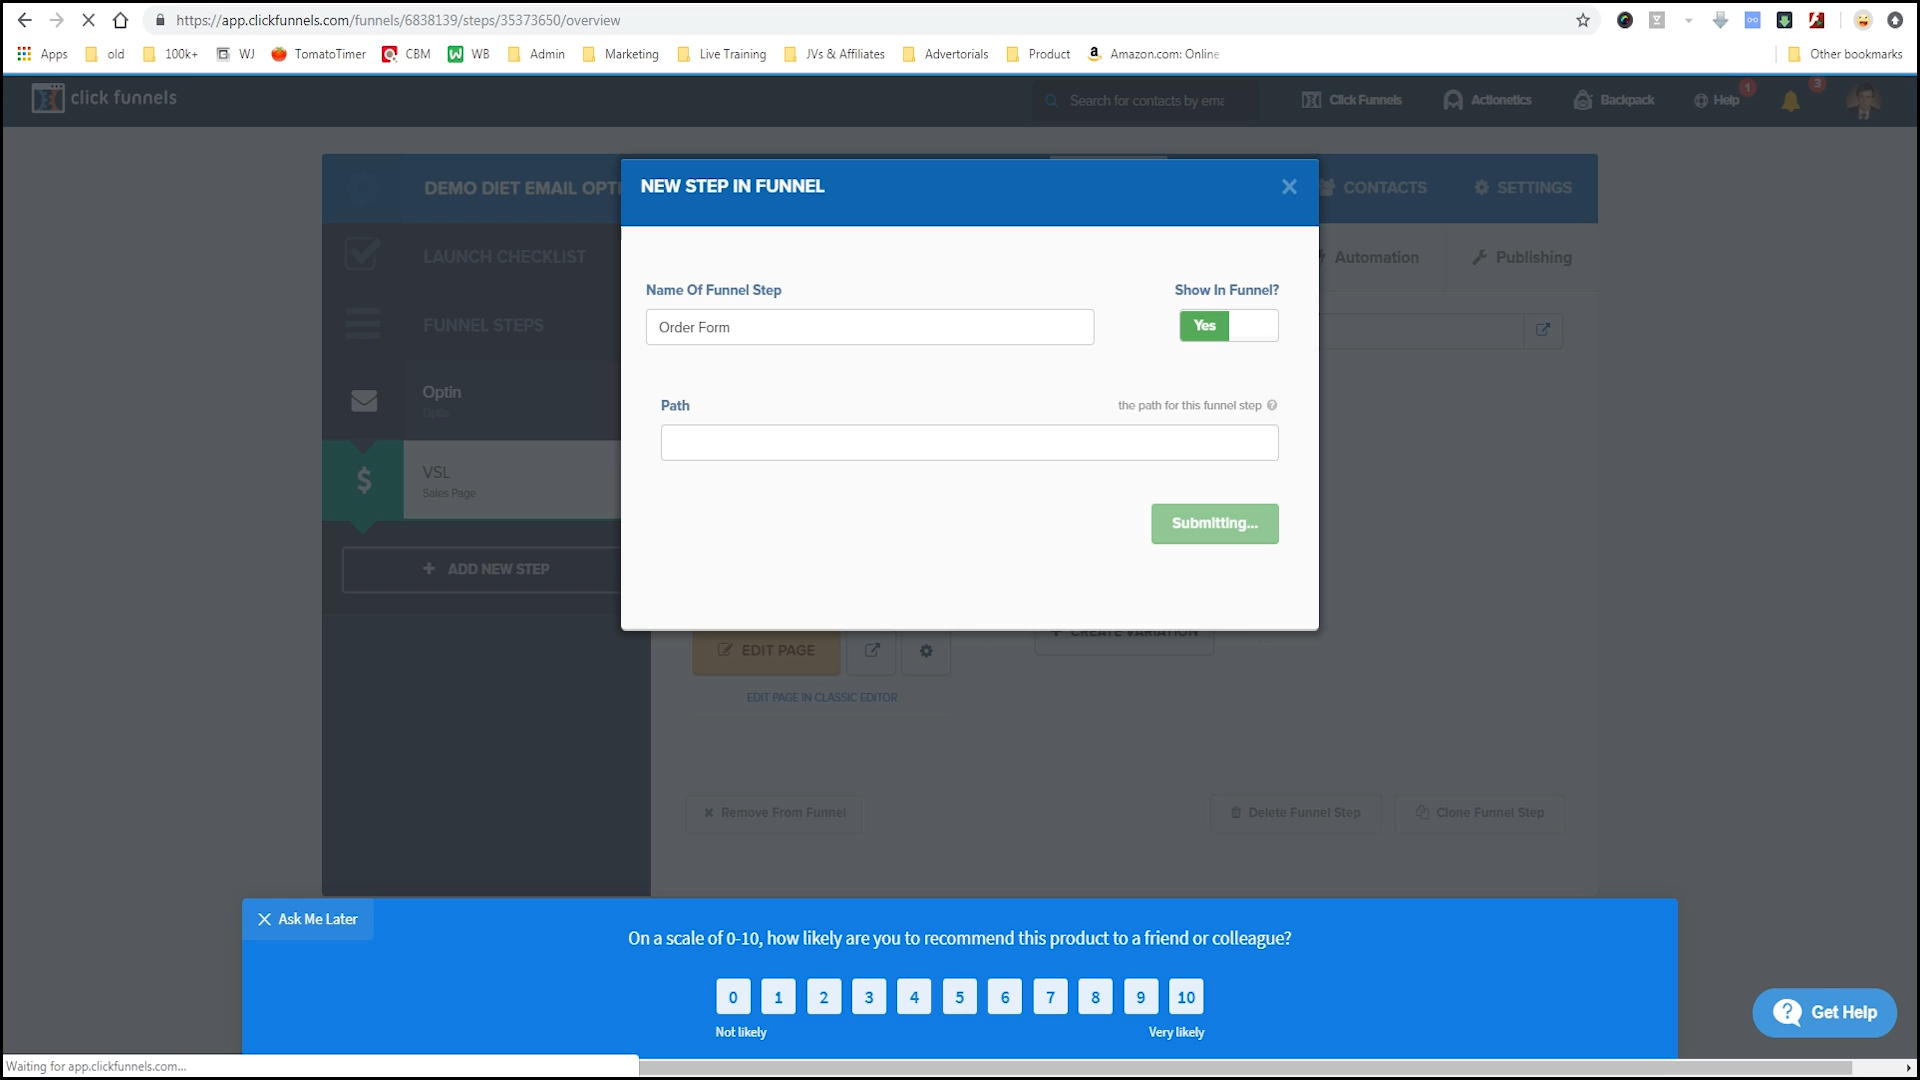 https://app.clickfunnels.com/funnels/6838139/steps/35373650/overview
Apps old 100k+ WJ TomatoTimer CBM WB Admin Marketing Live Training JVs & Affiliates Advertorials Product Amazon.com: Online Other bookmarks
click funnels Search for contacts by ema Click Funnels Actionetics Backpack Help 1 3
DEMO DIET EMAIL OPTI NEW STEP IN FUNNEL CONTACTS SETTINGS
LAUNCH CHECKLIST Automation Publishing
Name Of Funnel Step Show In Funnel?
FUNNEL STEPS Order Form Yes
Optin Path the path for this funnel step
Optin
VSL
Sales Page
Submitting...
+ ADD NEW STEP
+ CREATE VARIATION
EDIT PAGE
EDIT PAGE IN CLASSIC EDITOR
Remove From Funnel Delete Funnel Step Clone Funnel Step
Ask Me Later
On a scale of 0-10, how likely are you to recommend this product to a friend or colleague?
0 1 2 3 4 5 6 7 8 9 10
Not likely Very likely
Get Help
Waiting for app.clickfunnels.com...